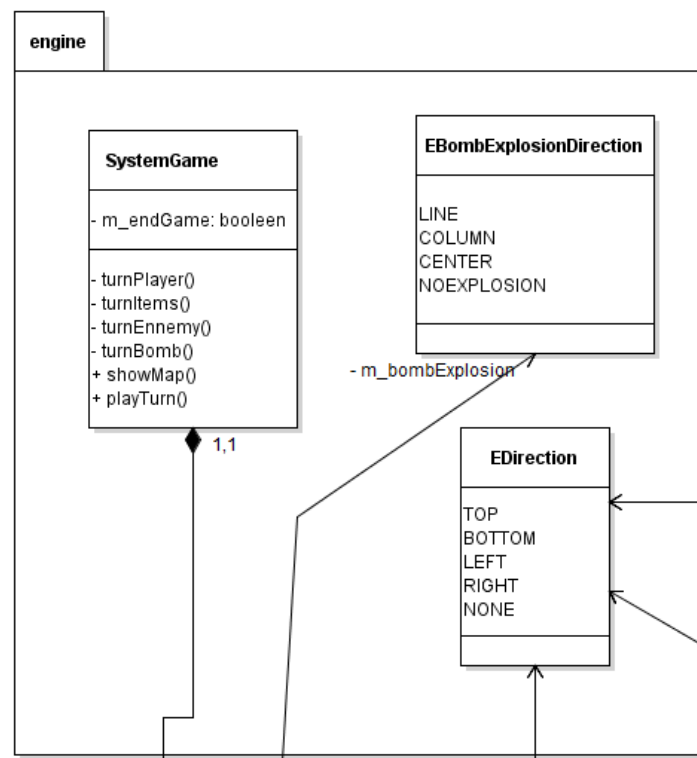 engine
SystemGame
- m_endGame: booleen
- turnPlayer()
- turnItems()
- turnEnnemy()
- turnBomb()
+ showMap()
+ playTurn()
1,1
EBombExplosionDirection
LINE
COLUMN
CENTER
NOEXPLOSION
- m_bombExplosion
EDirection
TOP
BOTTOM
LEFT
RIGHT
NONE